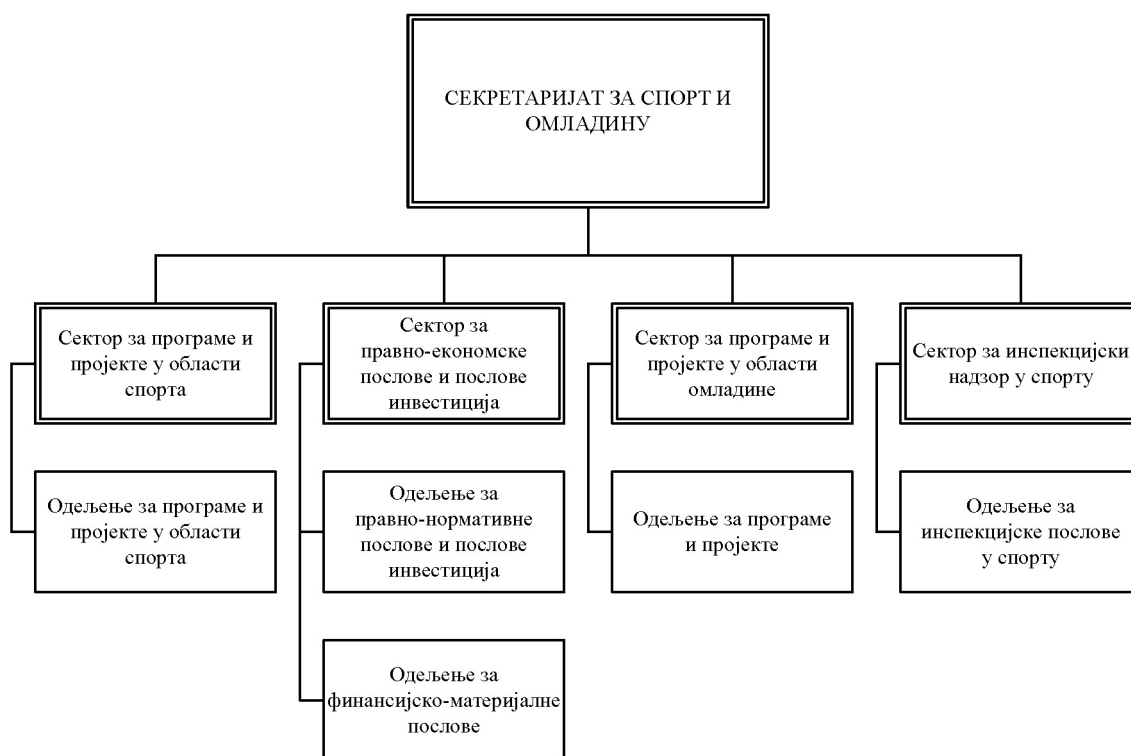 СЕКРЕТАРИЈАТ ЗА СПОРТ И
ОМЛАДИНУ
Сектор за програме и
пројекте у области
спорта
Сектор за
правно-економске
послове и послове
инвестиција
Сектор за програме и
пројекте у области
омладине
Сектор за инспекцијски
надзор у спорту
Одељење за програме и
пројекте у области
спорта
Одељење за
правно-нормативне
послове и послове
инвестиција
Одељење за програме
и пројекте
Одељење за
инспекцијске послове
у спорту
Одељење за
финансијско-материјалне
послове